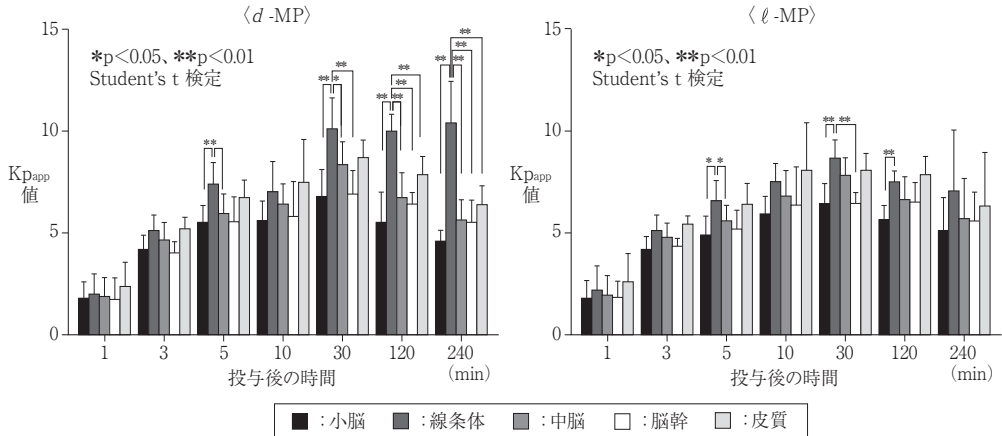 〈d-MP〉
15
10
5
0
Kpapp
値
*p<0.05、**p<0.01
Student's t 検定
** ** * ** ** ** ** ** ** ** ** ** **
1 3 5 10 30 120 240
(min)
投与後の時間
〈ℓ-MP〉
15
10
5
0
Kpapp
値
*p<0.05、**p<0.01
Student's t 検定
* * ** ** **
1 3 5 10 30 120 240
(min)
投与後の時間
:小脳 :線条体 :中脳 :脳幹 :皮質